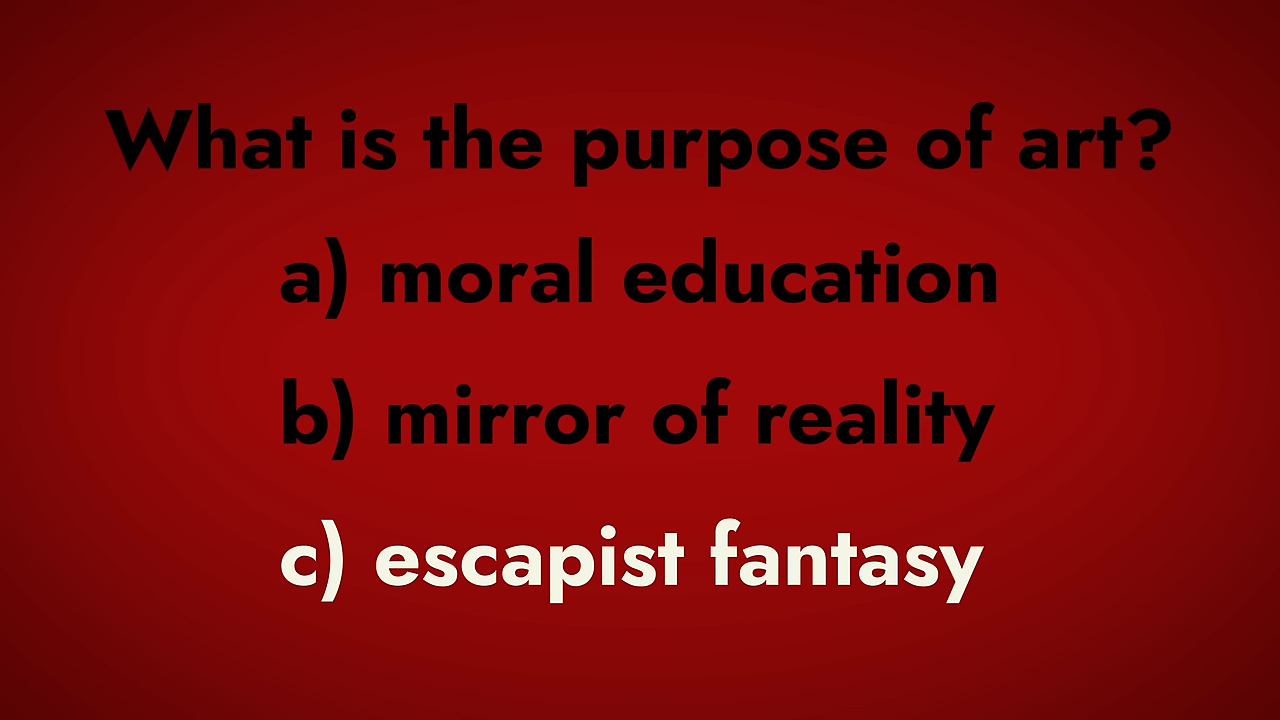 What is the purpose of art?
a) moral education
b) mirror of reality
c) escapist fantasy